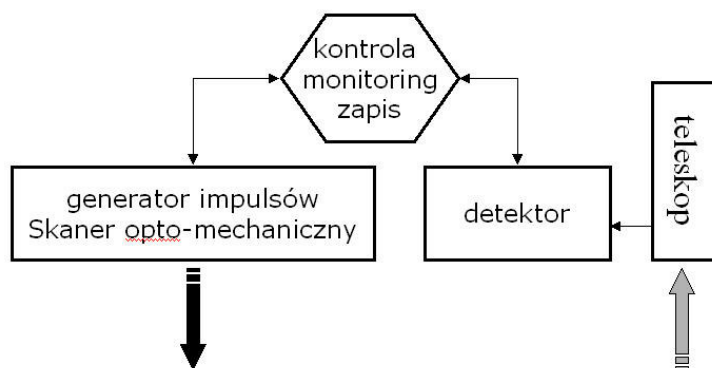 kontrola
monitoring
zapis
generator impulsów
Skaner opto-mechaniczny
detektor
teleskop